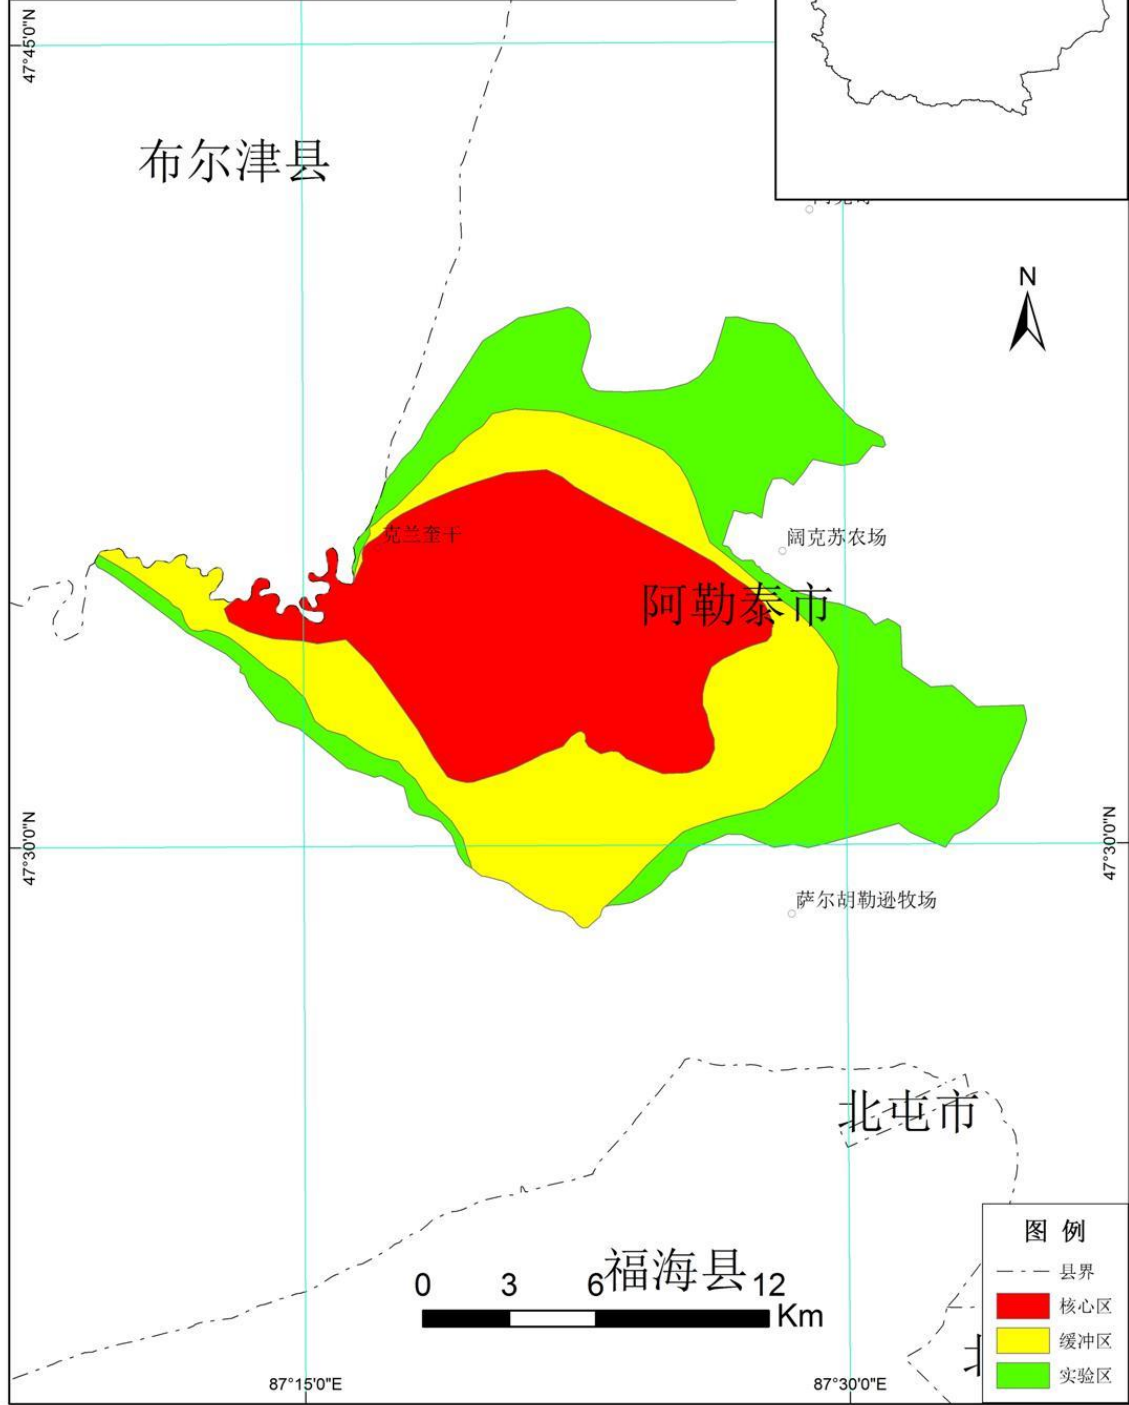 47°45'0"N
布尔津县
N
克兰奎干
阔克苏农场
阿勒泰市
47°30'0"N
47°30'0"N
萨尔胡勒逊牧场
北屯市
福海县
0 3 6 12
Km
图 例
县界
核心区
缓冲区
实验区
87°15'0"E
87°30'0"E